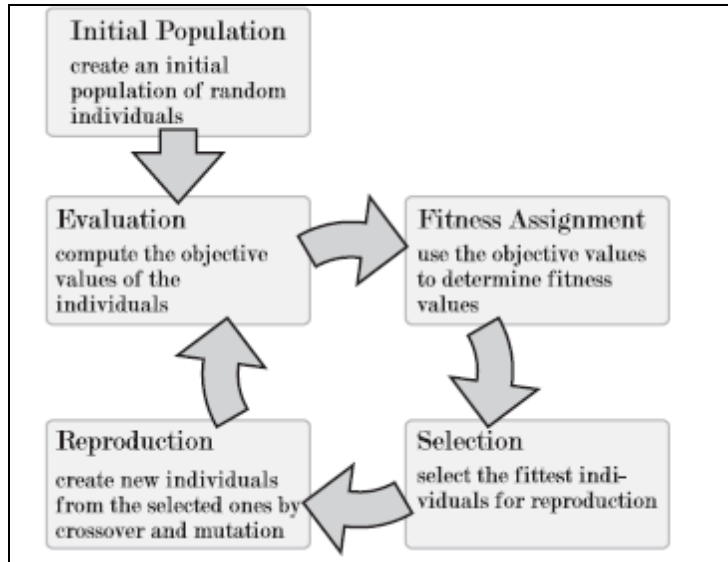 Initial Population
create an initial
population of random
individuals
Evaluation
compute the objective
values of the
individuals
Fitness Assignment
use the objective values
to determine fitness
values
Reproduction
create new individuals
from the selected ones by
crossover and mutation
Selection
select the fittest indi-
viduals for reproduction